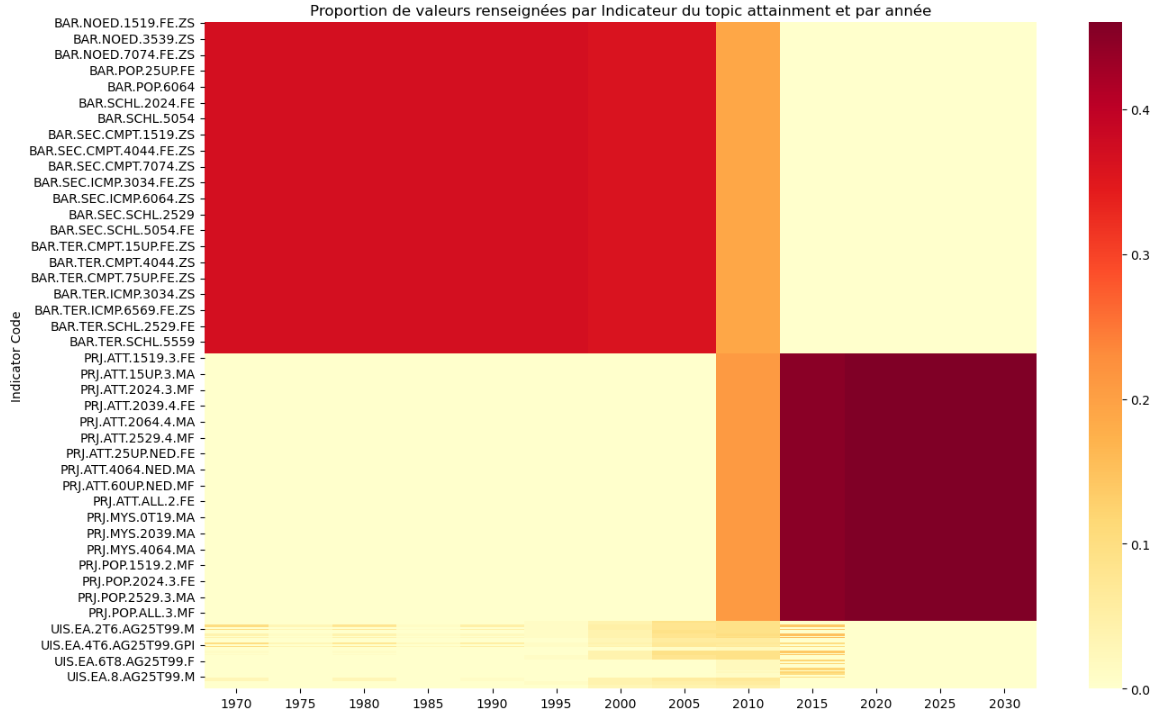 Proportion de valeurs renseignées par Indicateur du topic attainment et par année
Indicator Code
BAR.NOED.1519.FE.ZS
BAR.NOED.3539.ZS
BAR.NOED.7074.FE.ZS
BAR.POP.25UP.FE
BAR.POP.6064
BAR.SCHL.2024.FE
BAR.SCHL.5054
BAR.SEC.CMPT.1519.ZS
BAR.SEC.CMPT.4044.FE.ZS
BAR.SEC.CMPT.7074.ZS
BAR.SEC.ICMP.3034.FE.ZS
BAR.SEC.ICMP.6064.ZS
BAR.SEC.SCHL.2529
BAR.SEC.SCHL.5054.FE
BAR.TER.CMPT.15UP.FE.ZS
BAR.TER.CMPT.4044.ZS
BAR.TER.CMPT.75UP.FE.ZS
BAR.TER.ICMP.3034.ZS
BAR.TER.ICMP.6569.FE.ZS
BAR.TER.SCHL.2529.FE
BAR.TER.SCHL.5559
PRJ.ATT.1519.3.FE
PRJ.ATT.15UP.3.MA
PRJ.ATT.2024.3.MF
PRJ.ATT.2039.4.FE
PRJ.ATT.2064.4.MA
PRJ.ATT.2529.4.MF
PRJ.ATT.25UP.NED.FE
PRJ.ATT.4064.NED.MA
PRJ.ATT.60UP.NED.MF
PRJ.ATT.ALL.2.FE
PRJ.MYS.0T19.MA
PRJ.MYS.2039.MA
PRJ.MYS.4064.MA
PRJ.POP.1519.2.MF
PRJ.POP.2024.3.FE
PRJ.POP.2529.3.MA
PRJ.POP.ALL.3.MF
UIS.EA.2T6.AG25T99.M
UIS.EA.4T6.AG25T99.GPI
UIS.EA.6T8.AG25T99.F
UIS.EA.8.AG25T99.M
1970 1975 1980 1985 1990 1995 2000 2005 2010 2015 2020 2025 2030
0.4
0.3
0.2
0.1
0.0